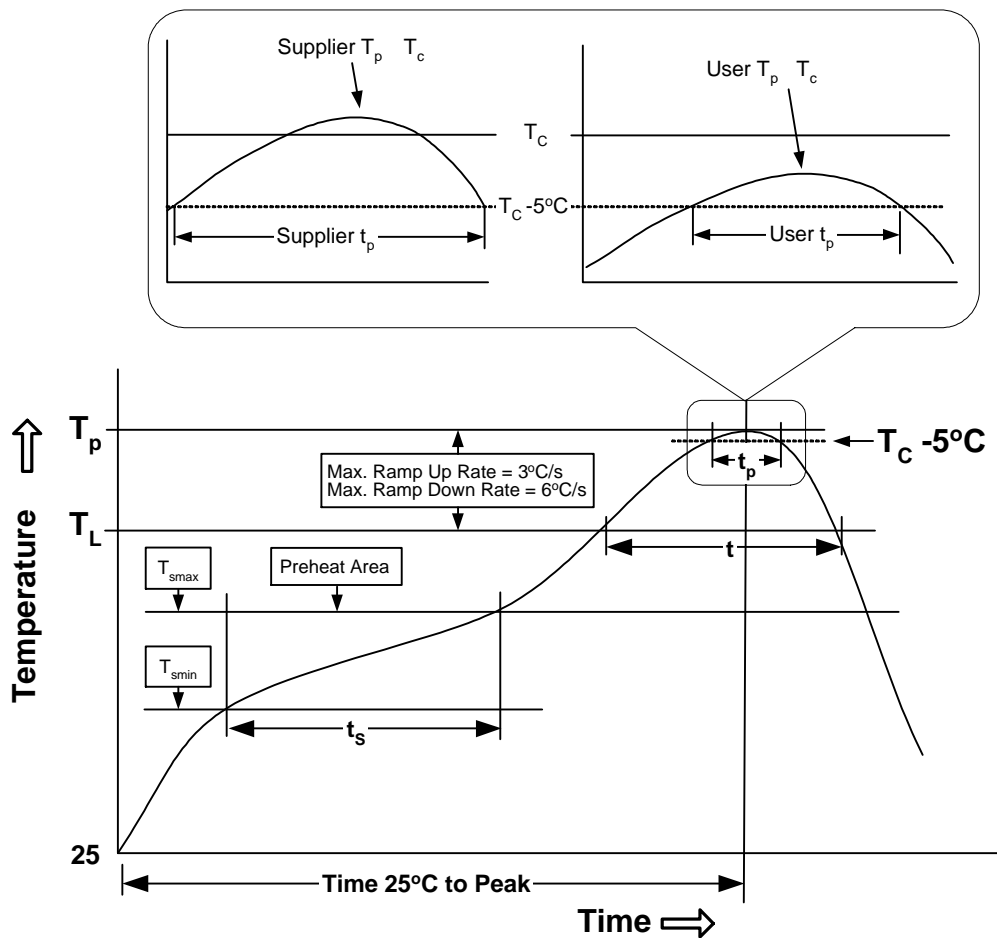 Supplier Tp Tc
User Tp Tc
TC
TC -5oC
Supplier tp
User tp
Tp
TC -5oC
Max. Ramp Up Rate = 3oC/s
Max. Ramp Down Rate = 6oC/s
tp
TL
t
Tsmax
Preheat Area
Tsmin
tS
Temperature
25
Time 25oC to Peak
Time